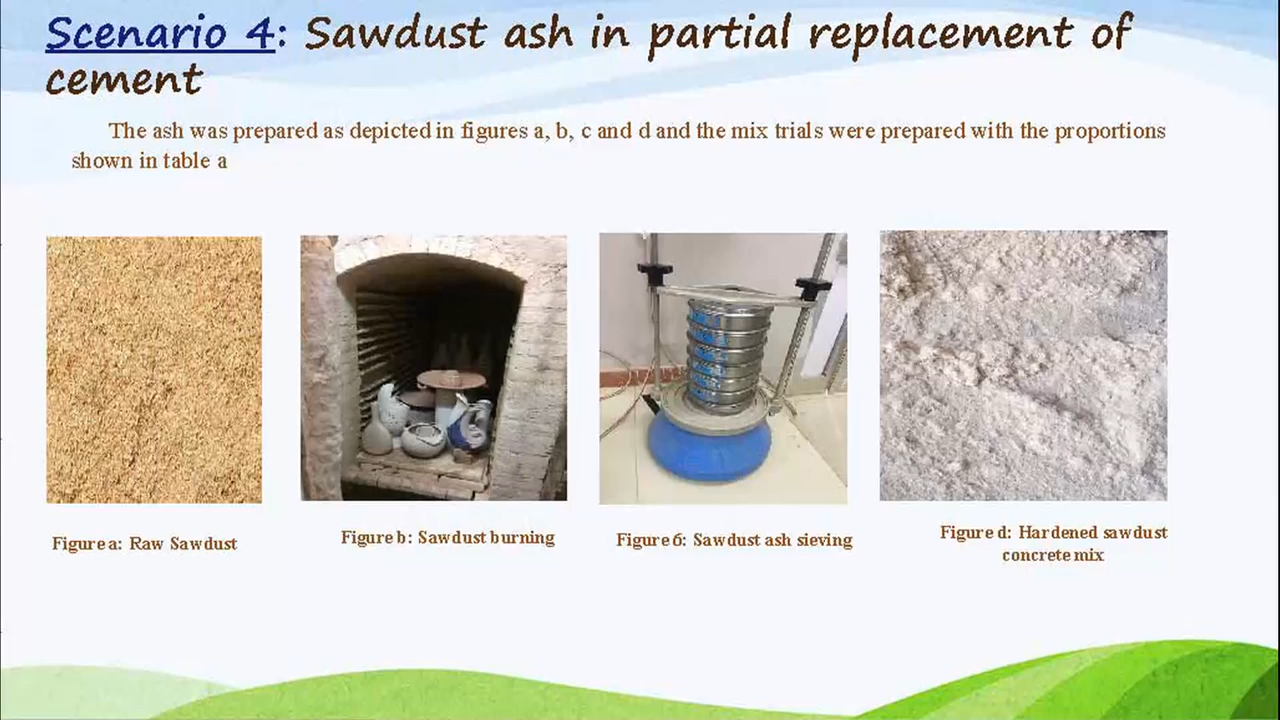 Scenario 4: Sawdust ash in partial replacement of
cement
The ash was prepared as depicted in figures a, b, c and d and the mix trials were prepared with the proportions
shown in table a
Figure a: Raw Sawdust
Figure b: Sawdust burning
Figure 6: Sawdust ash sieving
Figure d: Hardened sawdust
concrete mix